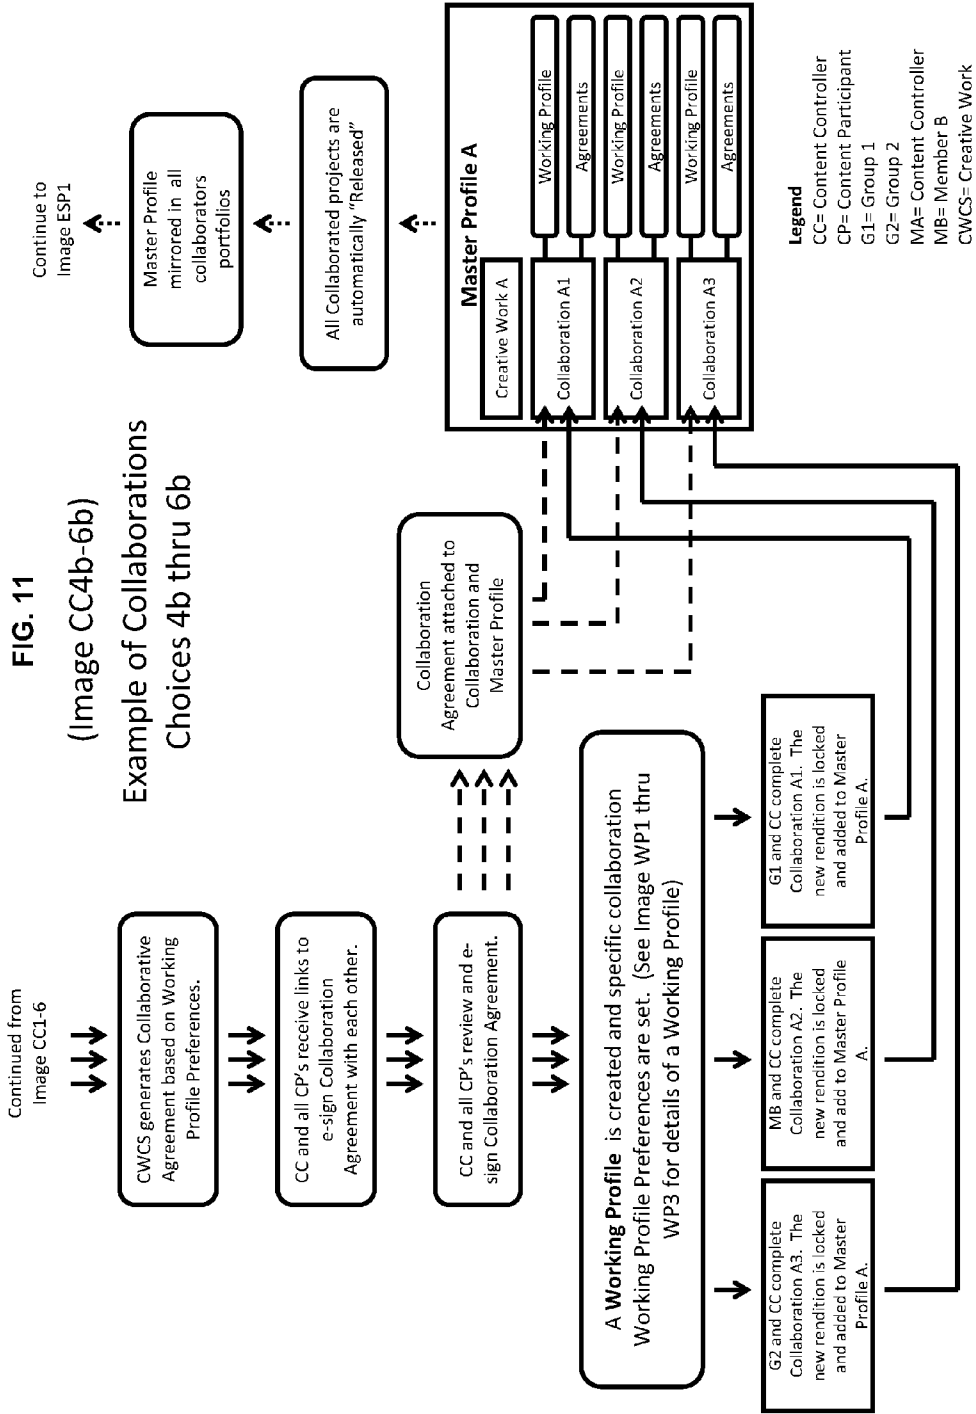 FIG. 11
(Image CC4b-6b)
Example of Collaborations
Choices 4b thru 6b
Continued from
Image CC1-6
CWCS generates Collaborative
Agreement based on Working
Profile Preferences.
CC and all CP's receive links to
e-sign Collaboration
Agreement with each other.
CC and all CP's review and e-
sign Collaboration Agreement.
Collaboration
Agreement attached to
Collaboration and
Master Profile
A Working Profile is created and specific collaboration
Working Profile Preferences are set. (See Image WP1 thru
WP3 for details of a Working Profile)
G2 and CC complete
Collaboration A3. The
new rendition is locked
and added to Master
Profile A.
MB and CC complete
Collaboration A2. The
new rendition is locked
and add to Master Profile
A.
G1 and CC complete
Collaboration A1. The
new rendition is locked
and added to Master
Profile A.
Continue to
Image ESP1
Master Profile
mirrored in all
collaborators
portfolios
All Collaborated projects are
automatically “Released”
Master Profile A
Creative Work A
Collaboration A1
Working Profile
Agreements
Collaboration A2
Working Profile
Agreements
Collaboration A3
Working Profile
Agreements
Legend
CC= Content Controller
CP= Content Participant
G1= Group 1
G2= Group 2
MA= Content Controller
MB= Member B
CWCS= Creative Work